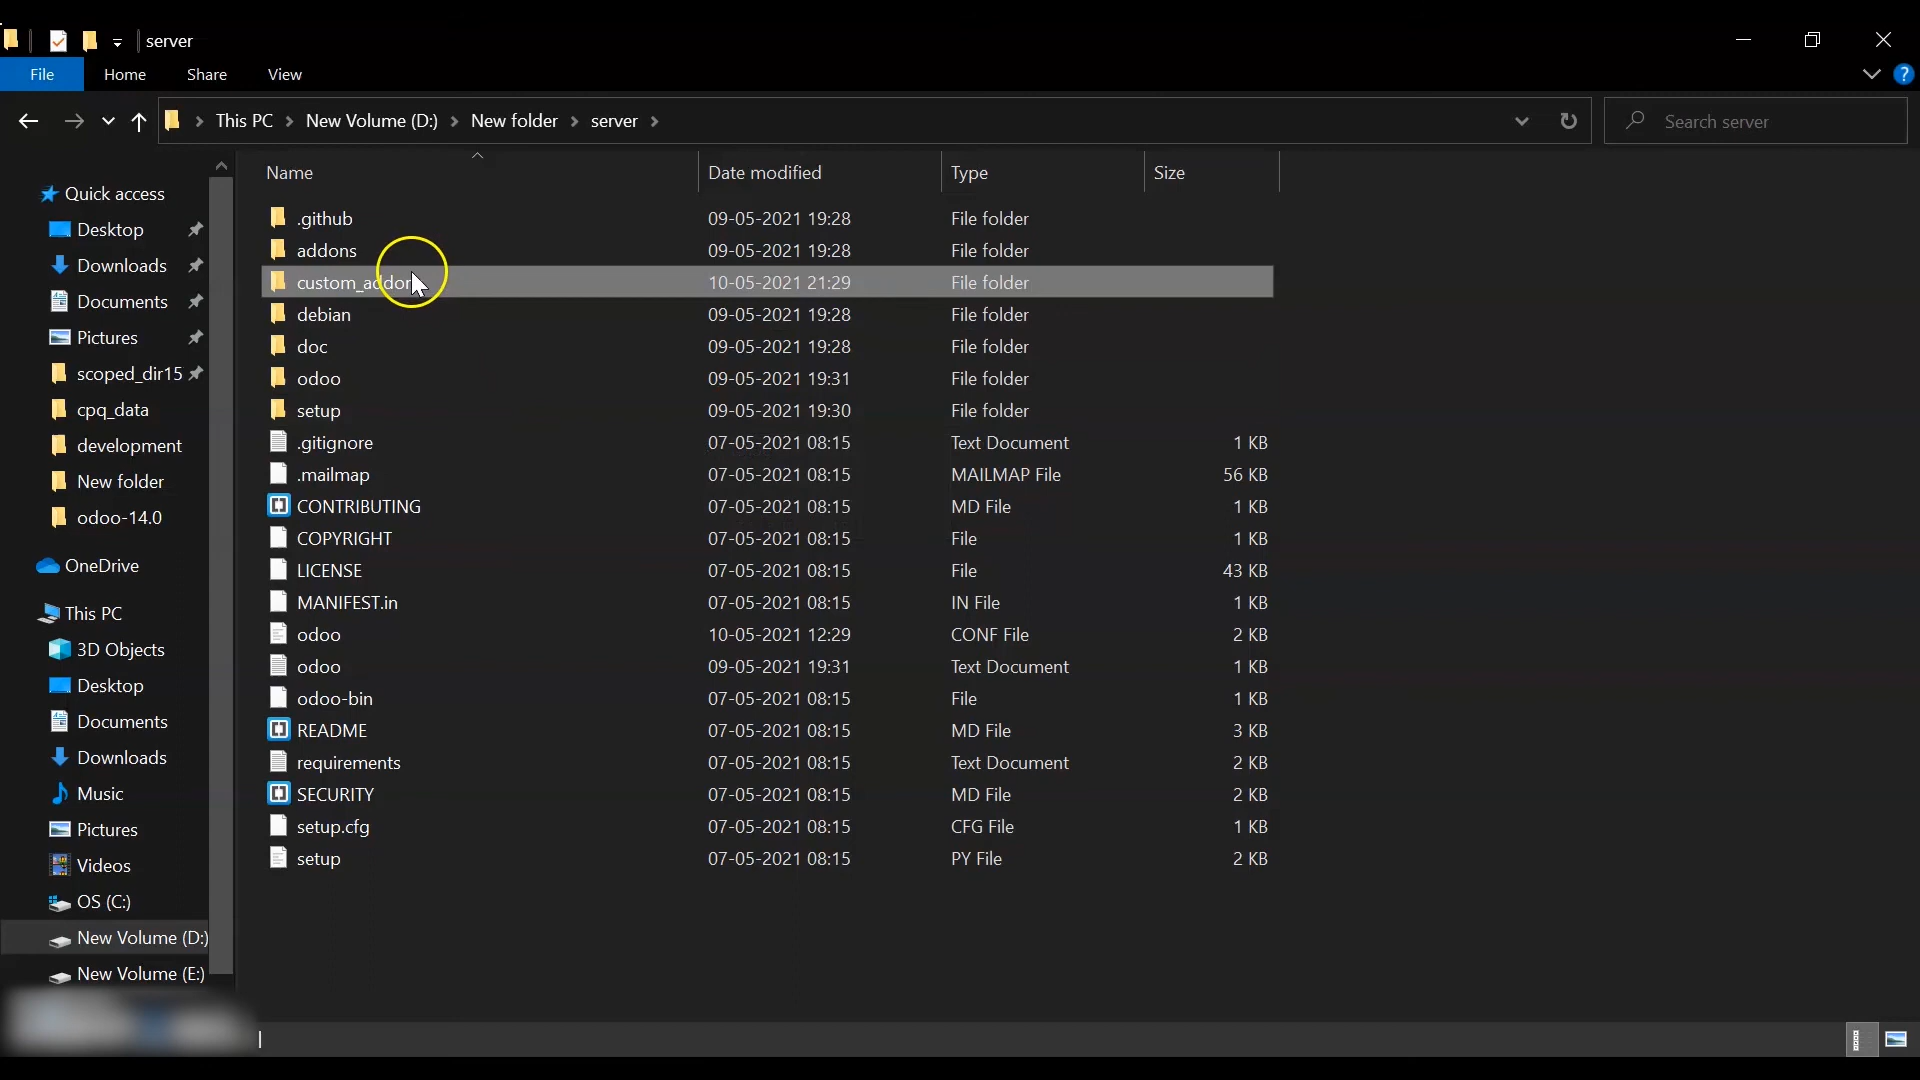 server
File Home Share View
This PC New Volume (D:) New folder server Search server
Name Date modified Type Size
Quick access
Desktop
Downloads
Documents
Pictures
scoped_dir15
cpq_data
development
New folder
odoo-14.0
OneDrive
This PC
3D Objects
Desktop
Documents
Downloads
Music
Pictures
Videos
OS (C:)
New Volume (D:)
New Volume (E:)
.github 09-05-2021 19:28 File folder
addons 09-05-2021 19:28 File folder
custom_addon 10-05-2021 21:29 File folder
debian 09-05-2021 19:28 File folder
doc 09-05-2021 19:28 File folder
odoo 09-05-2021 19:31 File folder
setup 09-05-2021 19:30 File folder
.gitignore 07-05-2021 08:15 Text Document 1 KB
.mailmap 07-05-2021 08:15 MAILMAP File 56 KB
CONTRIBUTING 07-05-2021 08:15 MD File 1 KB
COPYRIGHT 07-05-2021 08:15 File 1 KB
LICENSE 07-05-2021 08:15 File 43 KB
MANIFEST.in 07-05-2021 08:15 IN File 1 KB
odoo 10-05-2021 12:29 CONF File 2 KB
odoo 09-05-2021 19:31 Text Document 1 KB
odoo-bin 07-05-2021 08:15 File 1 KB
README 07-05-2021 08:15 MD File 3 KB
requirements 07-05-2021 08:15 Text Document 2 KB
SECURITY 07-05-2021 08:15 MD File 2 KB
setup.cfg 07-05-2021 08:15 CFG File 1 KB
setup 07-05-2021 08:15 PY File 2 KB